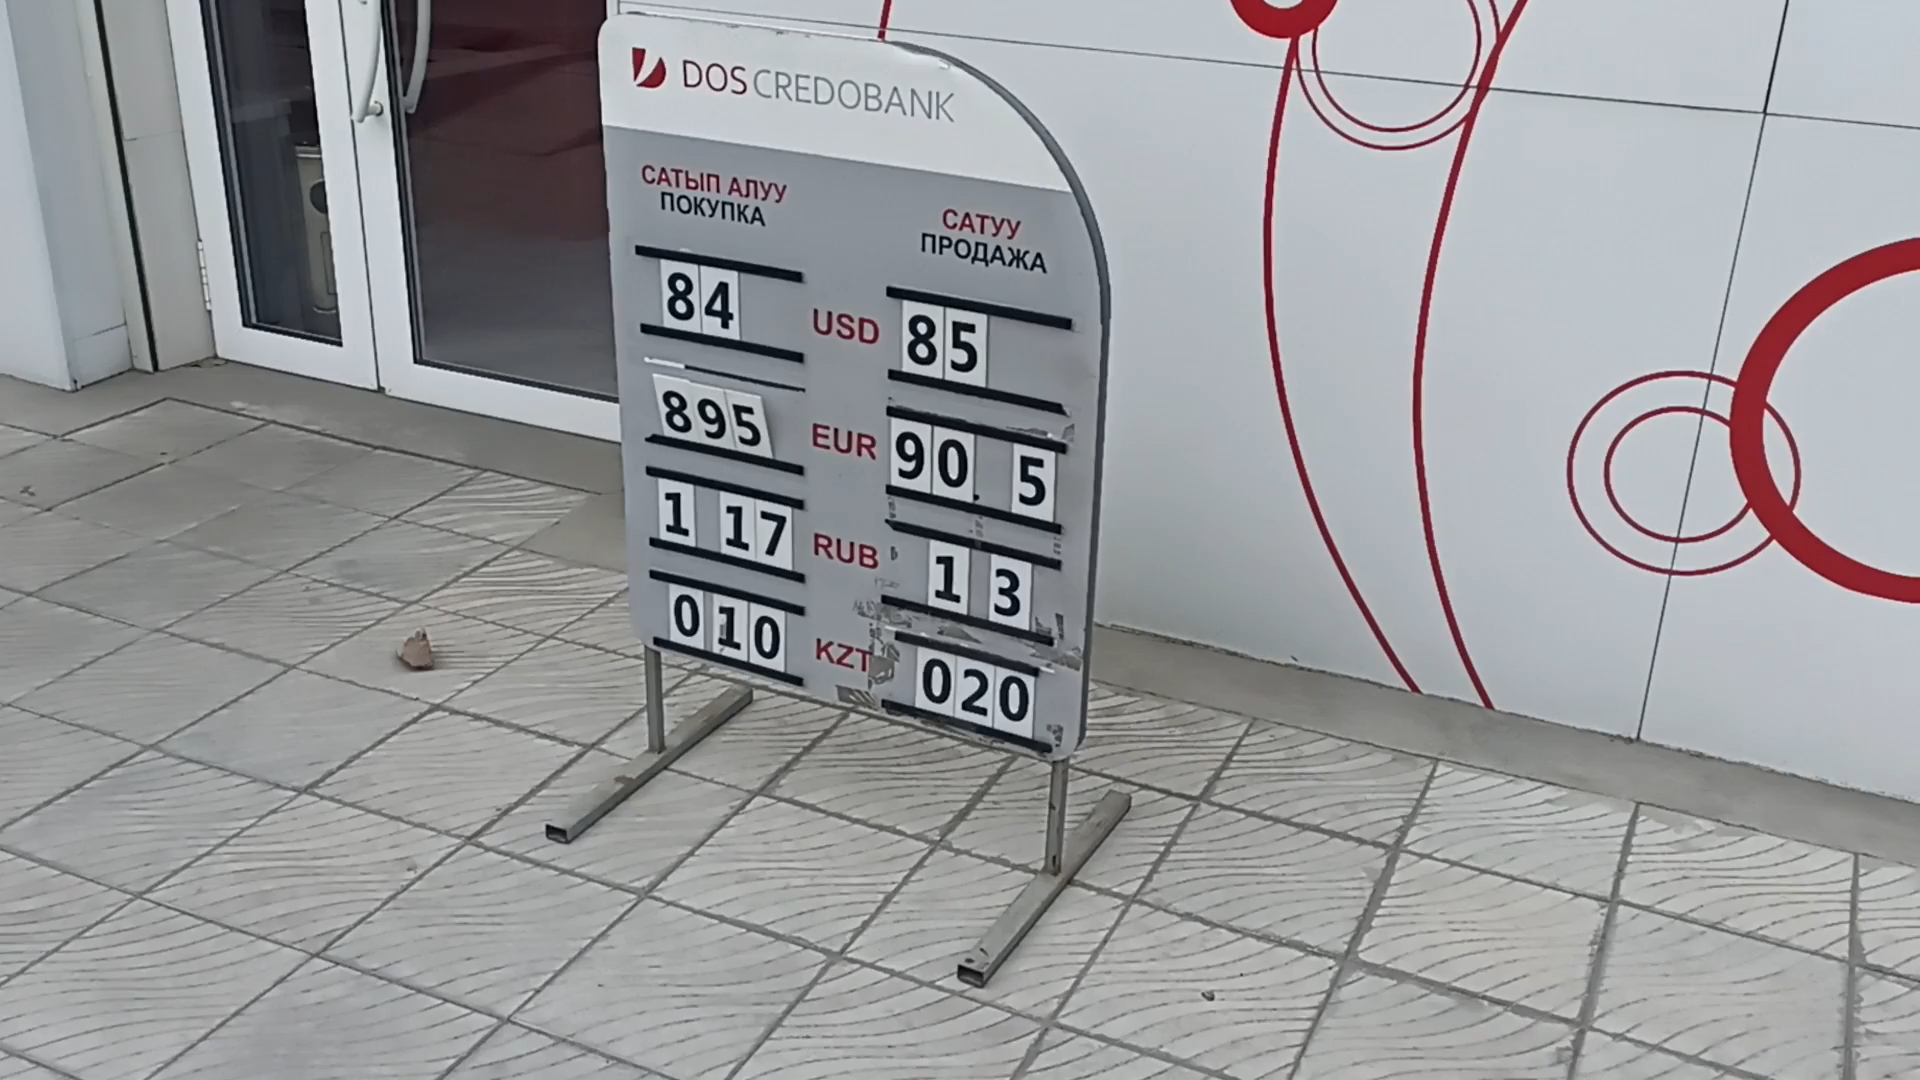 DOS CREDOBANK
САТЫП АЛУУ
ПОКУПКА
САТУУ
ПРОДАЖА
84 USD 85
895 EUR 90. 5
1 17 RUB 1 3
010 KZT 020